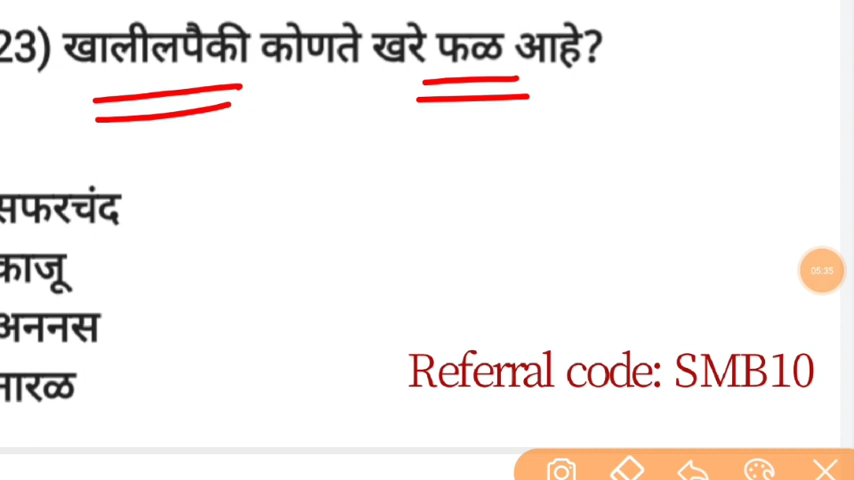 23) खालीलपैकी कोणते खरे फळ आहे?
सफरचंद
काजू
अननस
नारळ
05:35
Referral code: SMB10